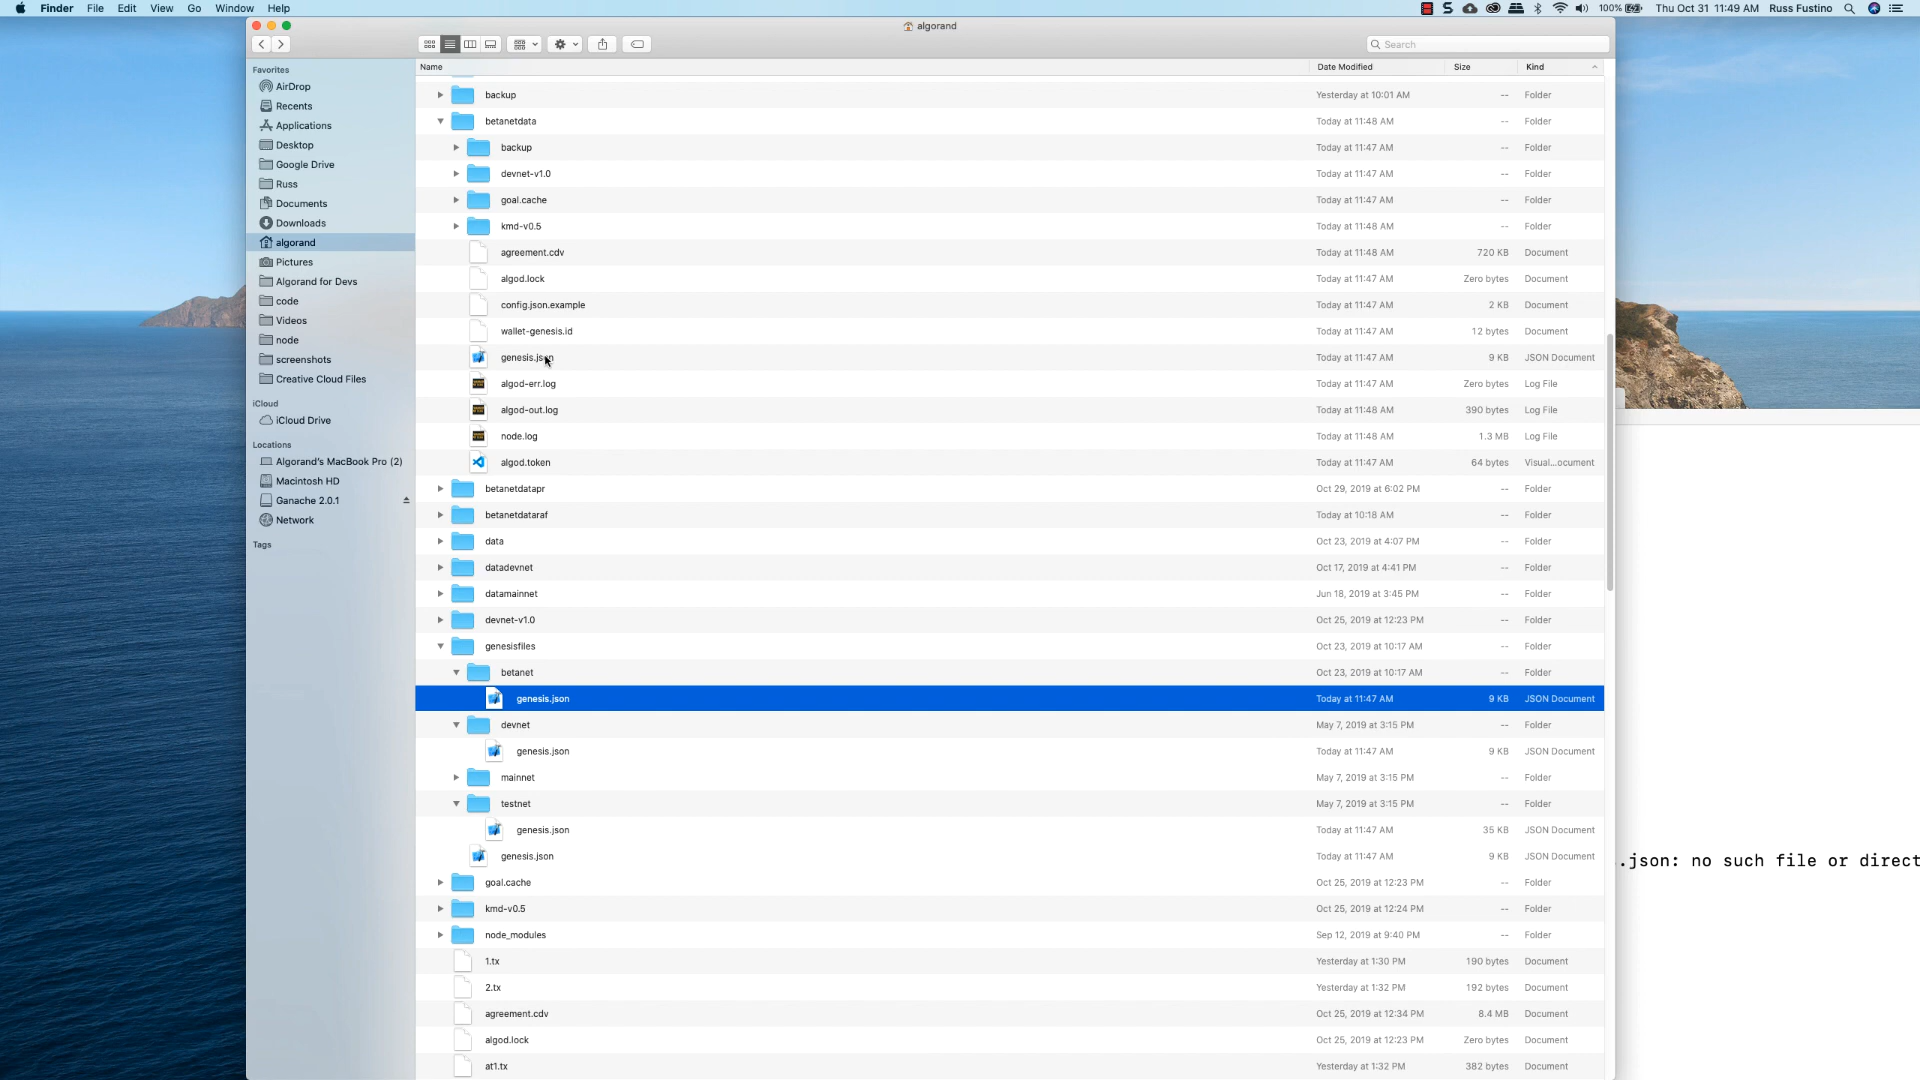 Finder File Edit View Go Window Help 100% Thu Oct 31 11:49 AM Russ Fustino
algorand
Search
Favorites
AirDrop
Recents
Applications
Desktop
Google Drive
Russ
Documents
Downloads
algorand
Pictures
Algorand for Devs
code
Videos
node
screenshots
Creative Cloud Files
iCloud
iCloud Drive
Locations
Algorand's MacBook Pro (2)
Macintosh HD
Ganache 2.0.1
Network
Tags
Name Date Modified Size Kind
backup Yesterday at 10:01 AM -- Folder
betanetdata Today at 11:48 AM -- Folder
backup Today at 11:47 AM -- Folder
devnet-v1.0 Today at 11:47 AM -- Folder
goal.cache Today at 11:47 AM -- Folder
kmd-v0.5 Today at 11:48 AM -- Folder
agreement.cdv Today at 11:48 AM 720 KB Document
algod.lock Today at 11:47 AM Zero bytes Document
config.json.example Today at 11:47 AM 2 KB Document
wallet-genesis.id Today at 11:47 AM 12 bytes Document
genesis.json Today at 11:47 AM 9 KB JSON Document
algod-err.log Today at 11:47 AM Zero bytes Log File
algod-out.log Today at 11:48 AM 390 bytes Log File
node.log Today at 11:48 AM 1.3 MB Log File
algod.token Today at 11:47 AM 64 bytes Visual...ocument
betanetdatapr Oct 29, 2019 at 6:02 PM -- Folder
betanetdataraf Today at 10:18 AM -- Folder
data Oct 23, 2019 at 4:07 PM -- Folder
datadevnet Oct 17, 2019 at 4:41 PM -- Folder
datamainnet Jun 18, 2019 at 3:45 PM -- Folder
devnet-v1.0 Oct 25, 2019 at 12:23 PM -- Folder
genesisfiles Oct 23, 2019 at 10:17 AM -- Folder
betanet Oct 23, 2019 at 10:17 AM -- Folder
genesis.json Today at 11:47 AM 9 KB JSON Document
devnet May 7, 2019 at 3:15 PM -- Folder
genesis.json Today at 11:47 AM 9 KB JSON Document
mainnet May 7, 2019 at 3:15 PM -- Folder
testnet May 7, 2019 at 3:15 PM -- Folder
genesis.json Today at 11:47 AM 35 KB JSON Document
genesis.json Today at 11:47 AM 9 KB JSON Document
goal.cache Oct 25, 2019 at 12:23 PM -- Folder
kmd-v0.5 Oct 25, 2019 at 12:24 PM -- Folder
node_modules Sep 12, 2019 at 9:40 PM -- Folder
1.tx Yesterday at 1:30 PM 190 bytes Document
2.tx Yesterday at 1:32 PM 192 bytes Document
agreement.cdv Oct 25, 2019 at 12:34 PM 8.4 MB Document
algod.lock Oct 25, 2019 at 12:23 PM Zero bytes Document
at1.tx Yesterday at 1:32 PM 382 bytes Document
.json: no such file or direct